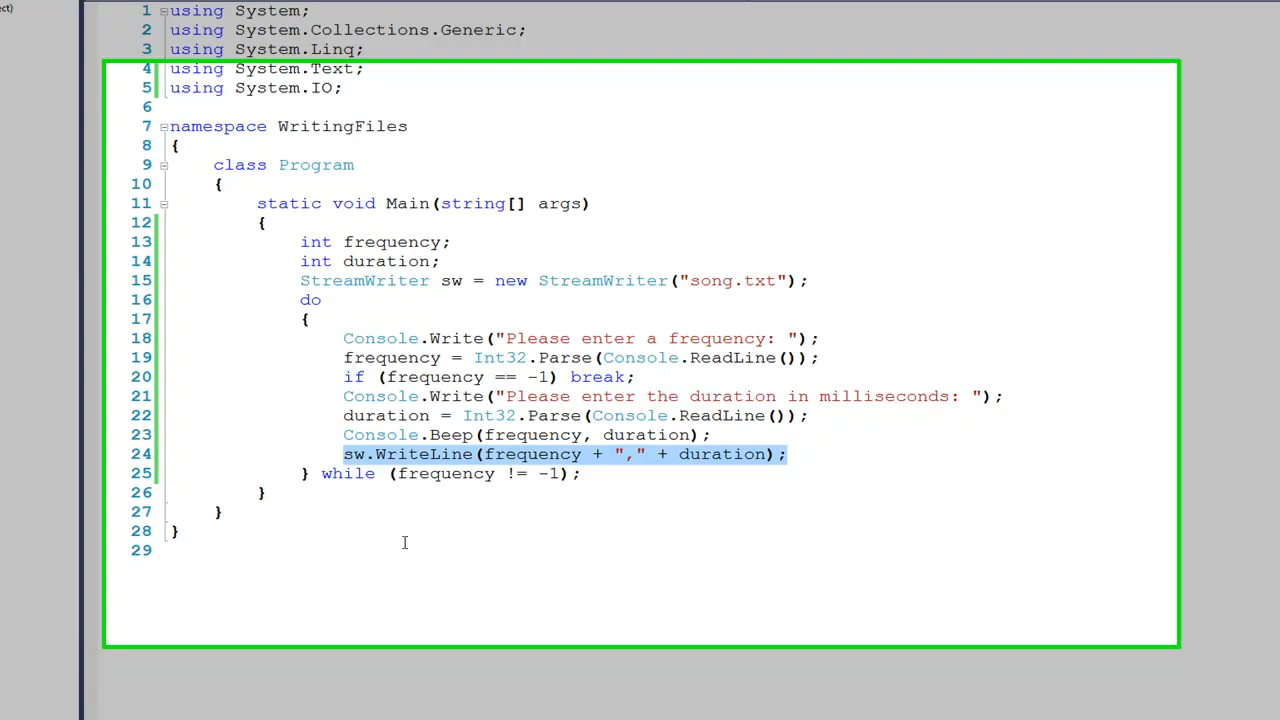 ct)
1 using System;
2 using System.Collections.Generic;
3 using System.Linq;
4 using System.Text;
5 using System.IO;
6
7 namespace WritingFiles
8 {
9 class Program
10 {
11 static void Main(string[] args)
12 {
13 int frequency;
14 int duration;
15 StreamWriter sw = new StreamWriter("song.txt");
16 do
17 {
18 Console.Write("Please enter a frequency: ");
19 frequency = Int32.Parse(Console.ReadLine());
20 if (frequency == -1) break;
21 Console.Write("Please enter the duration in milliseconds: ");
22 duration = Int32.Parse(Console.ReadLine());
23 Console.Beep(frequency, duration);
24 sw.WriteLine(frequency + "," + duration);
25 } while (frequency != -1);
26 }
27 }
28 }
29